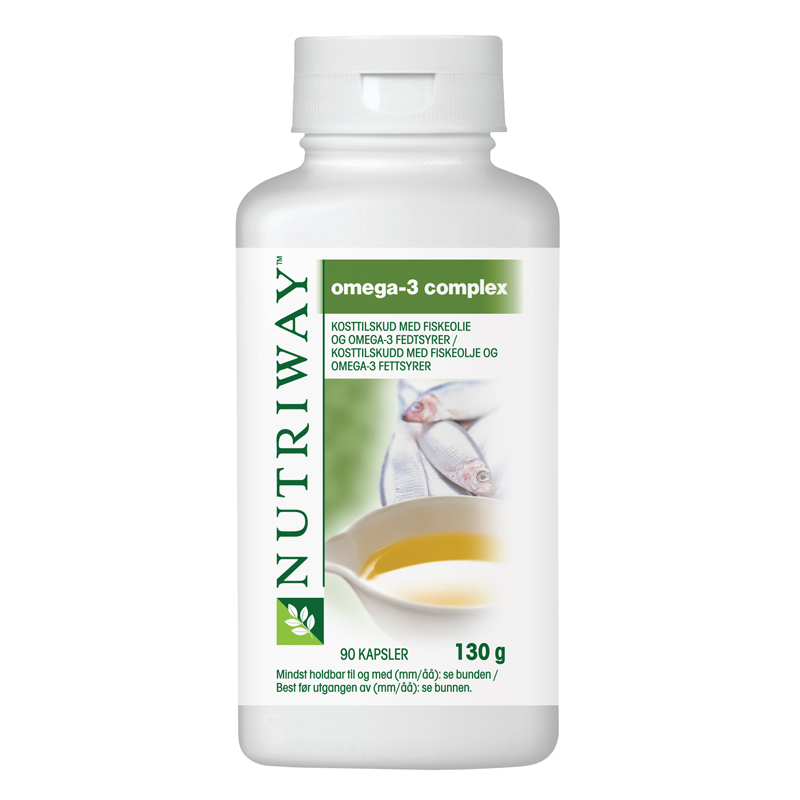 NUTRIWAY™
omega-3 complex
KOSTTILSKUD MED FISKEOLIE
OG OMEGA-3 FEDTSYRER /
KOSTTILSKUDD MED FISKEOLJE OG
OMEGA-3 FETTSYRER
90 KAPSLER 130 g
Mindst holdbar til og med (mm/åå): se bunden /
Best før utgangen av (mm/åå): se bunnen.